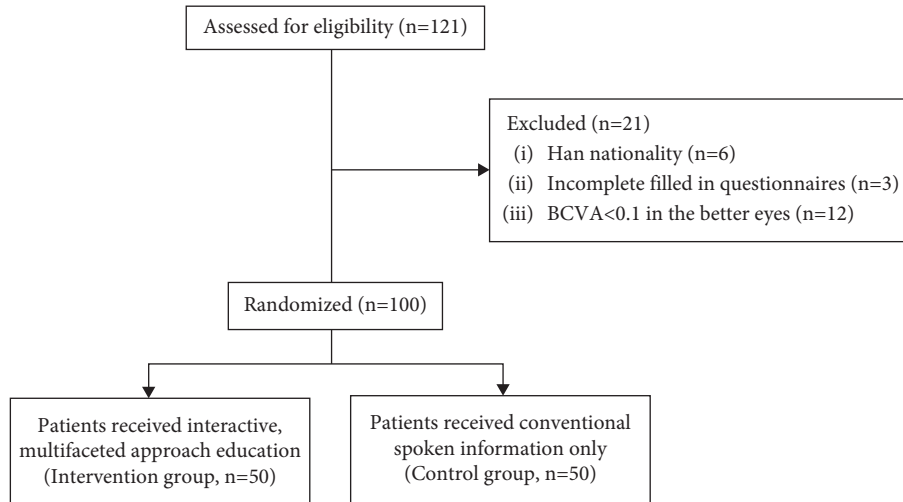 Assessed for eligibility (n=121)
Excluded (n=21)
(i) Han nationality (n=6)
(ii) Incomplete filled in questionnaires (n=3)
(iii) BCVA<0.1 in the better eyes (n=12)
Randomized (n=100)
Patients received interactive,
multifaceted approach education
(Intervention group, n=50)
Patients received conventional
spoken information only
(Control group, n=50)